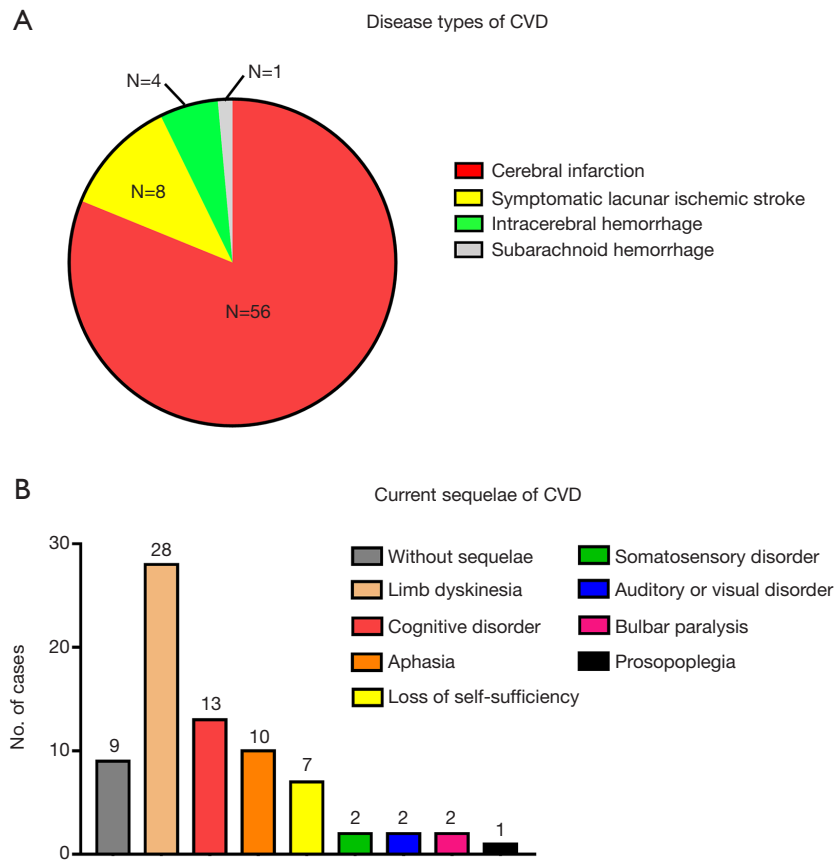 A
Disease types of CVD
N=4
N=1
N=8
N=56
Cerebral infarction
Symptomatic lacunar ischemic stroke
Intracerebral hemorrhage
Subarachnoid hemorrhage
B
Current sequelae of CVD
No. of cases
30
20
10
0
9
28
13
10
7
2
2
2
1
Without sequelae
Limb dyskinesia
Cognitive disorder
Aphasia
Loss of self-sufficiency
Somatosensory disorder
Auditory or visual disorder
Bulbar paralysis
Prosopoplegia